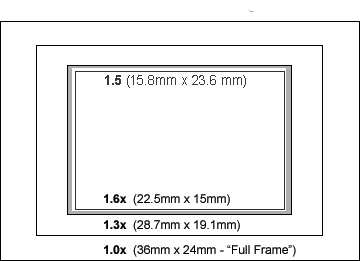 1.5 (15.8mm x 23.6 mm)
1.6x (22.5mm x 15mm)
1.3x (28.7mm x 19.1mm)
1.0x (36mm x 24mm - “Full Frame”)